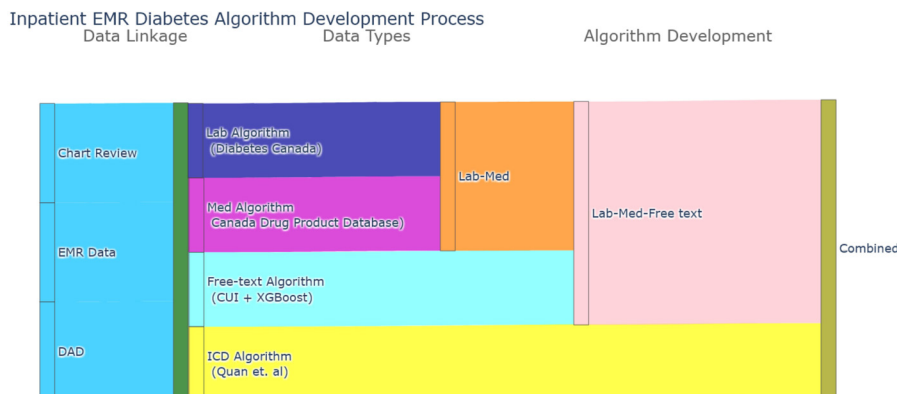 Inpatient EMR Diabetes Algorithm Development Process
Data Linkage
Data Types
Algorithm Development
Chart Review
EMR Data
DAD
Lab Algorithm
(Diabetes Canada)
Med Algorithm
Canada Drug Product Database)
Free-text Algorithm
(CUI + XGBoost)
ICD Algorithm
(Quan et. al)
Lab-Med
Lab-Med-Free text
Combined